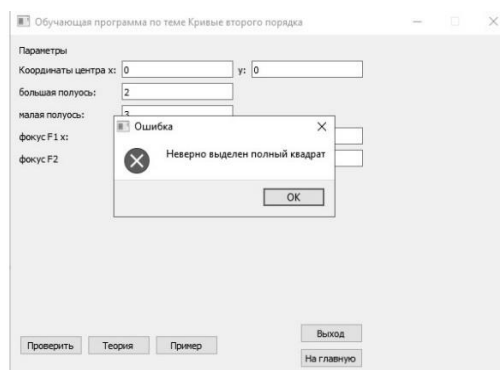 Обучающая программа по теме Кривые второго порядка
Параметры
Координаты центра x: 0 y: 0
большая полуось: 2
малая полуось: 3
Ошибка
фокус F1 x:
Неверно выделен полный квадрат
фокус F2
OK
Выход
Проверить Теория Пример
На главную